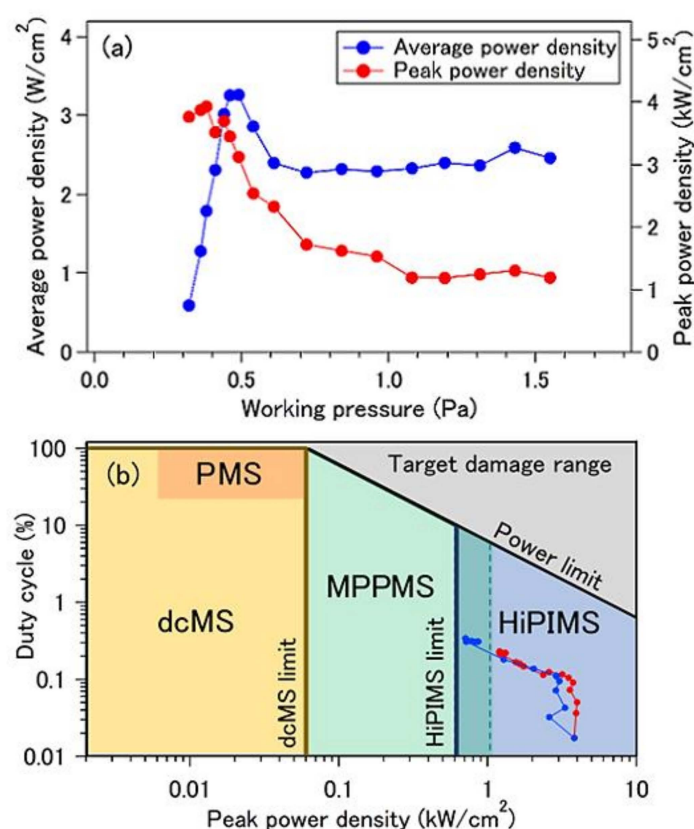 (a)
Average power density
Peak power density
Average power density (W/cm²)
4
3
2
1
0
Peak power density (kW/cm²)
5
4
3
2
1
0
0.0 0.5 1.0 1.5
Working pressure (Pa)
(b)
Duty cycle (%)
100
10
1
0.1
0.01
PMS
dcMS
dcMS limit
MPPMS
HiPIMS limit
HiPIMS
Target damage range
Power limit
0.01 0.1 1 10
Peak power density (kW/cm²)